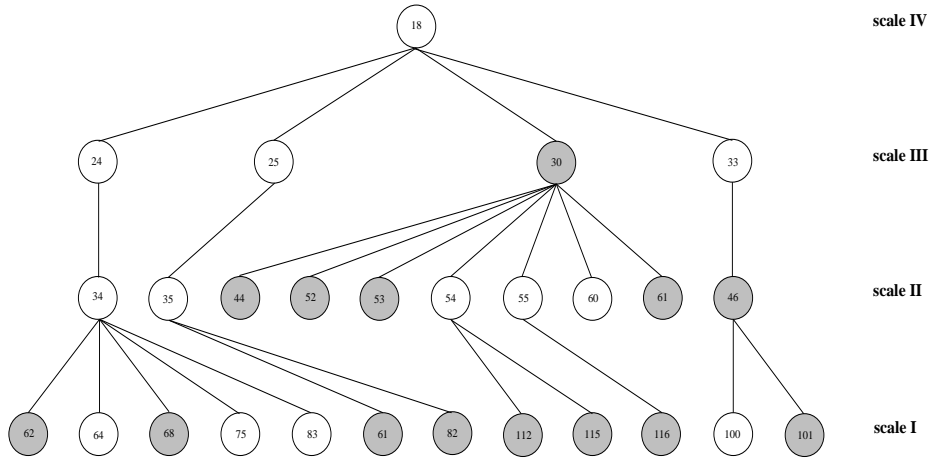 18 scale IV
24 25 30 33 scale III
34 35 44 52 53 54 55 60 61 46 scale II
62 64 68 75 83 61 82 112 115 116 100 101 scale I